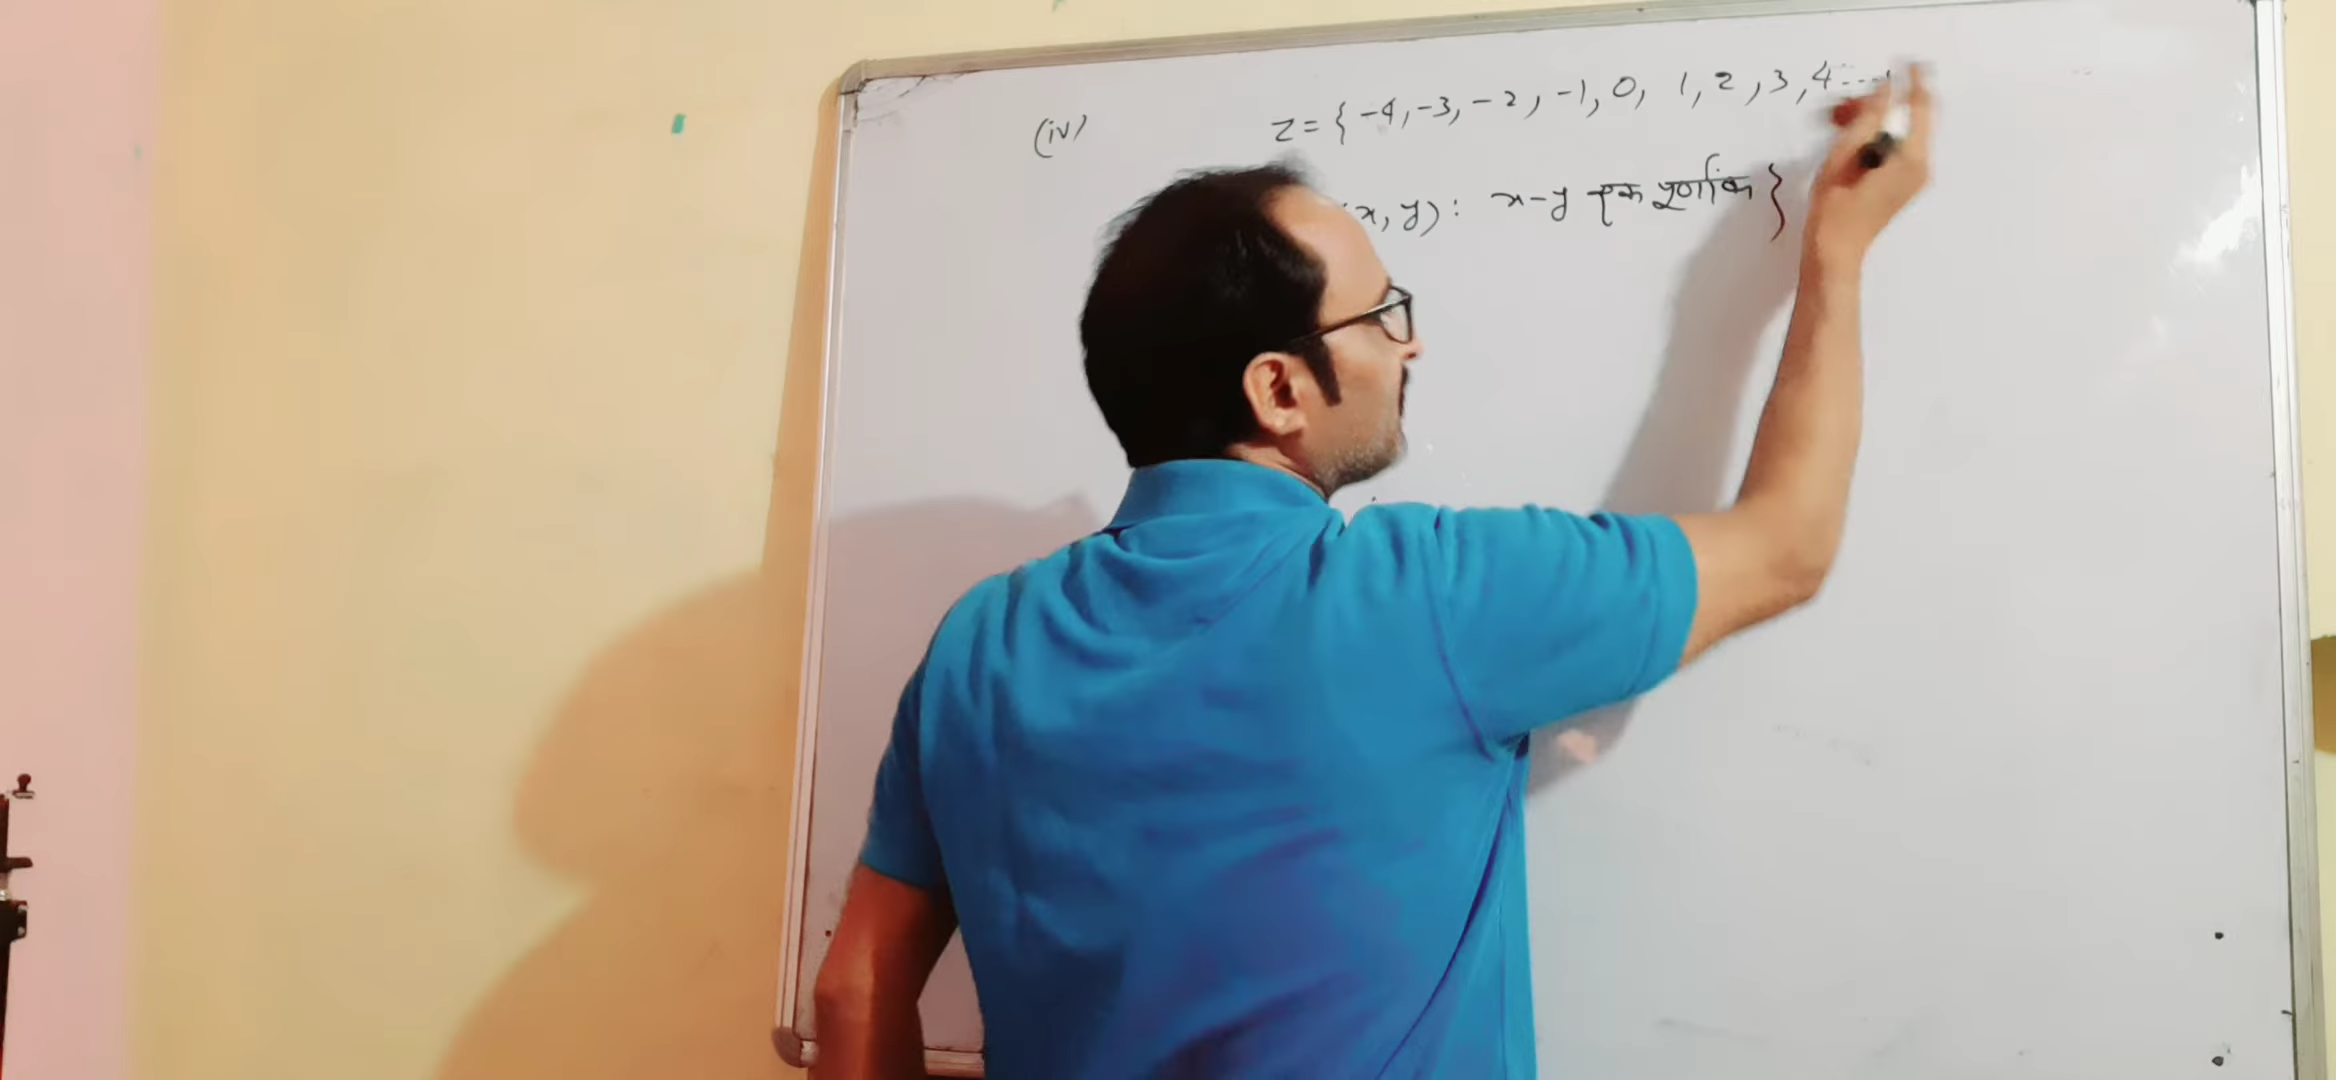 (iv) Z = { -4, -3, -2, -1, 0, 1, 2, 3, 4 ....
x, y) : x-y एक पूर्णांक }